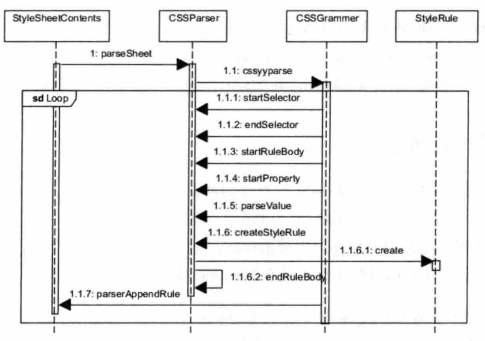 StyleSheetContents CSSParser CSSGrammer StyleRule
1: parseSheet
1.1: cssyyparse
sd Loop
1.1.1: startSelector
1.1.2: endSelector
1.1.3: startRuleBody
1.1.4: startProperty
1.1.5: parseValue
1.1.6: createStyleRule
1.1.6.1: create
1.1.6.2: endRuleBody
1.1.7: parserAppendRule